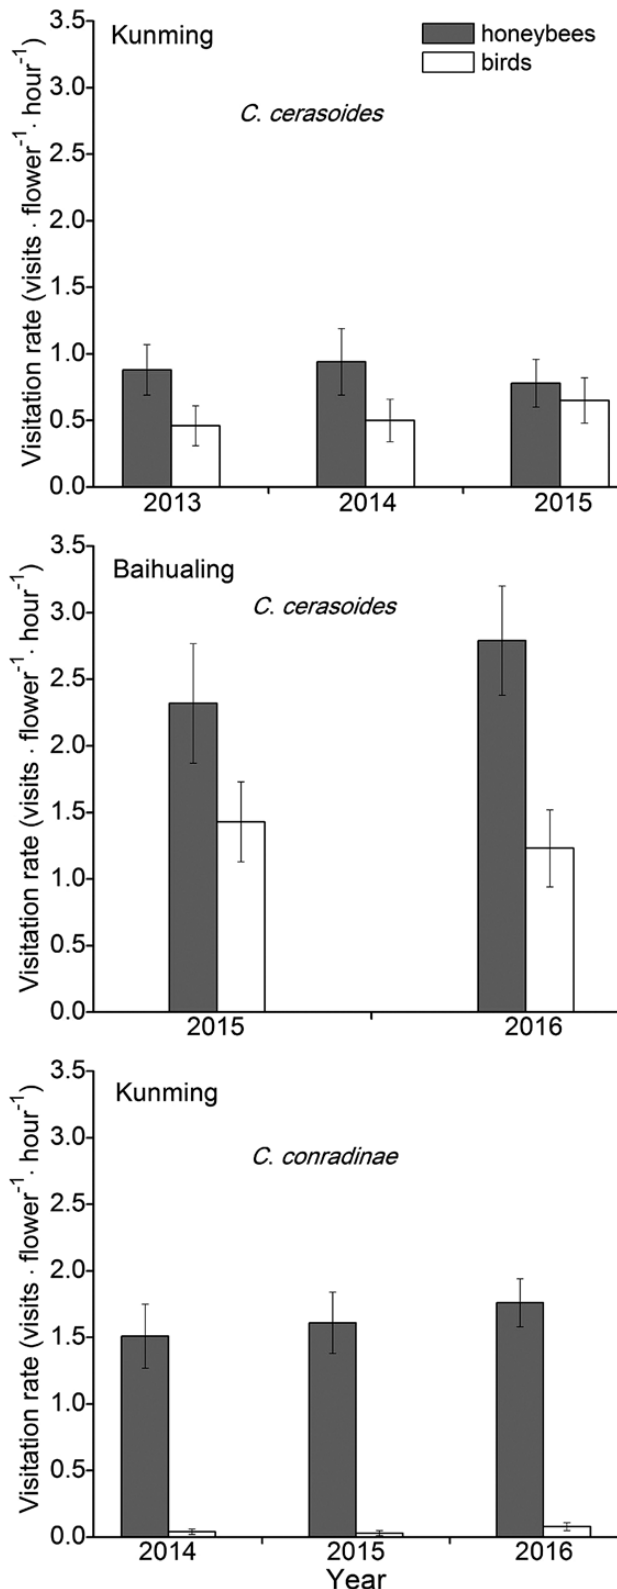 Kunming
honeybees
birds
C. cerasoides
Visitation rate (visits · flower⁻¹ · hour⁻¹)
3.5
3.0
2.5
2.0
1.5
1.0
0.5
0.0
2013 2014 2015
Baihualing
C. cerasoides
Visitation rate (visits · flower⁻¹ · hour⁻¹)
3.5
3.0
2.5
2.0
1.5
1.0
0.5
0.0
2015 2016
Kunming
C. conradinae
Visitation rate (visits · flower⁻¹ · hour⁻¹)
3.5
3.0
2.5
2.0
1.5
1.0
0.5
0.0
2014 2015 2016
Year